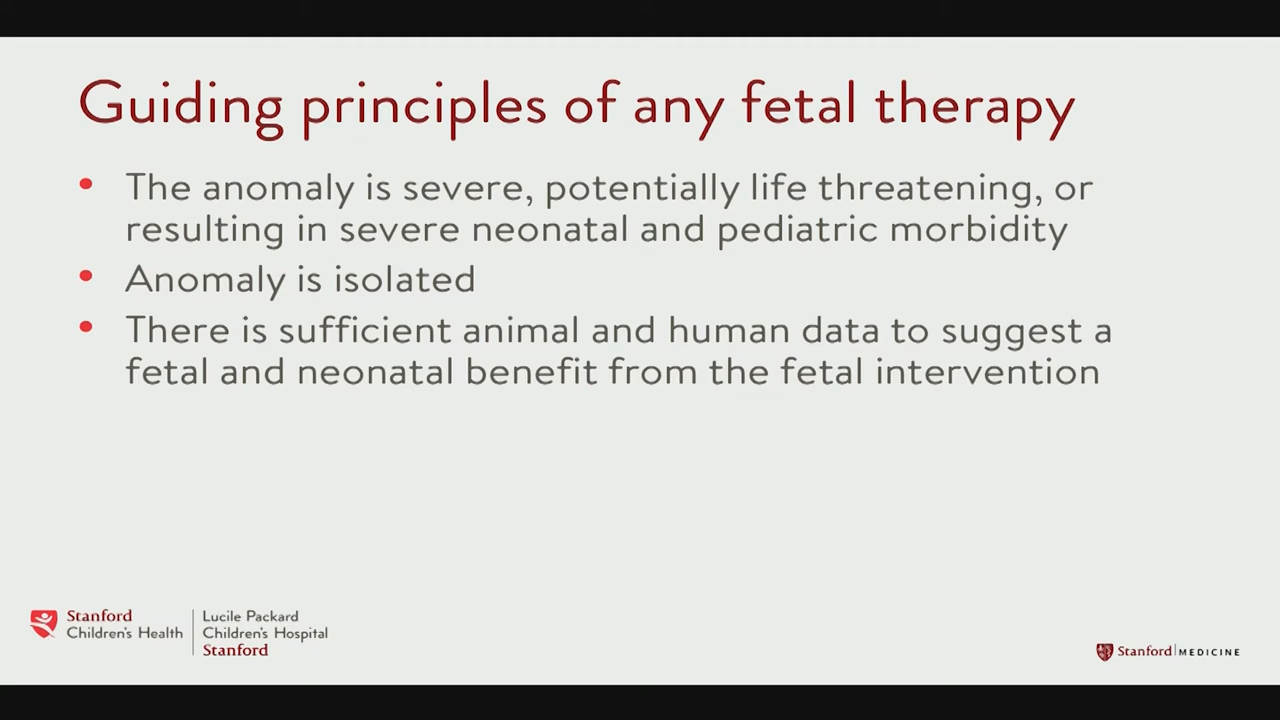 Guiding principles of any fetal therapy
• The anomaly is severe, potentially life threatening, or
resulting in severe neonatal and pediatric morbidity
• Anomaly is isolated
• There is sufficient animal and human data to suggest a
fetal and neonatal benefit from the fetal intervention
Stanford
Children's Health
Lucile Packard
Children's Hospital
Stanford
Stanford MEDICINE